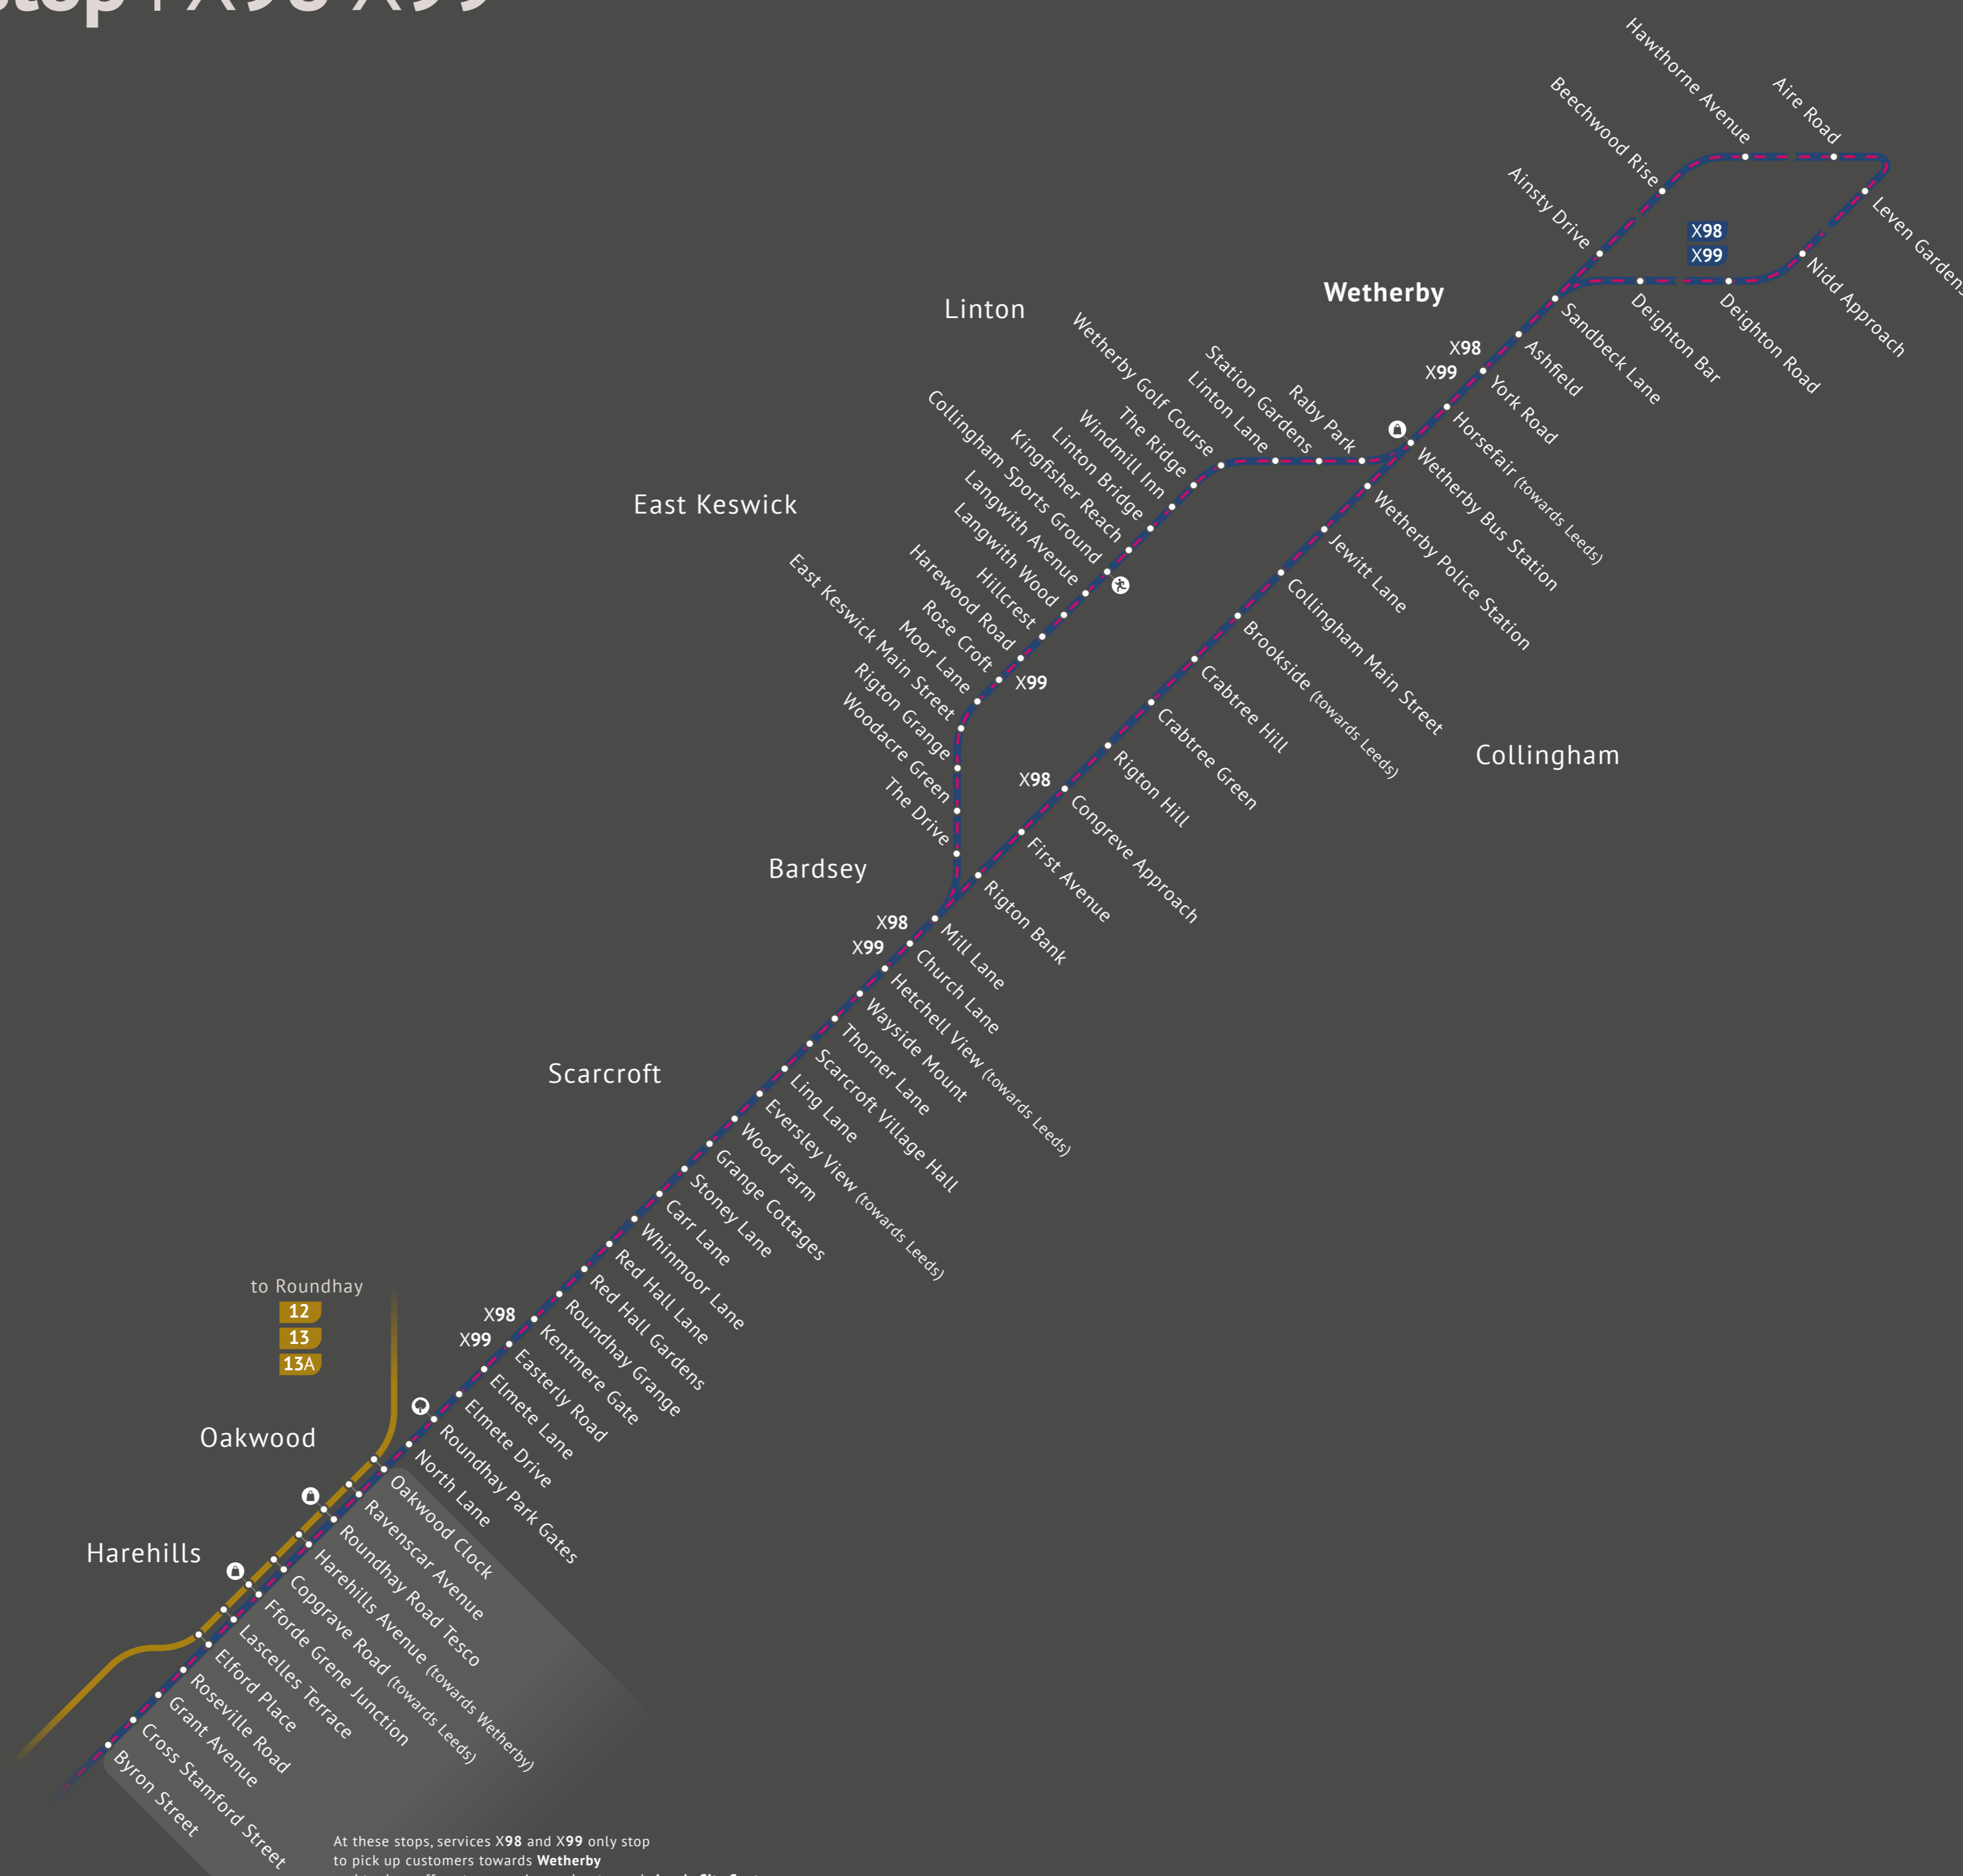 Hawthorne Avenue
Aire Road
Beechwood Rise
Ainsty Drive
Leven Gardens
X98
X99
Nidd Approach
Deighton Road
Deighton Bar
Sandbeck Lane
Wetherby
Ashfield
X98
X99
York Road
Horsefair (towards Leeds)
Wetherby Bus Station
Linton
Raby Park
Station Gardens
Linton Lane
Wetherby Golf Course
The Ridge
Windmill Inn
Linton Bridge
Kingfisher Reach
Collingham Sports Ground
Langwith Avenue
Langwith Wood
Hillcrest
Harewood Road
Rose Croft
Moor Lane
X99
East Keswick
East Keswick Main Street
Rigton Grange
Woodacre Green
The Drive
Wetherby Police Station
Jewitt Lane
Collingham Main Street
Brookside (towards Leeds)
Crabtree Hill
Crabtree Green
Collingham
Rigton Hill
X98
Congreve Approach
First Avenue
Rigton Bank
Bardsey
Mill Lane
X98
X99
Church Lane
Hetchell View (towards Leeds)
Wayside Mount
Thorner Lane
Scarcroft Village Hall
Scarcroft
Ling Lane
Eversley View (towards Leeds)
Wood Farm
Grange Cottages
Stoney Lane
Carr Lane
Whinmoor Lane
Red Hall Lane
Red Hall Gardens
Roundhay Grange
X98
X99
Kentmere Gate
Easterly Road
Elmete Lane
Elmete Drive
Roundhay Park Gates
North Lane
to Roundhay
12
13
13A
Oakwood
Oakwood Clock
Ravenscar Avenue
Roundhay Road Tesco
Harehills Avenue (towards Wetherby)
Harehills
Copgrave Road (towards Leeds)
Fforde Grene Junction
Lascelles Terrace
Elford Place
Roseville Road
Grant Avenue
Cross Stamford Street
Byron Street
At these stops, services X98 and X99 only stop
to pick up customers towards Wetherby